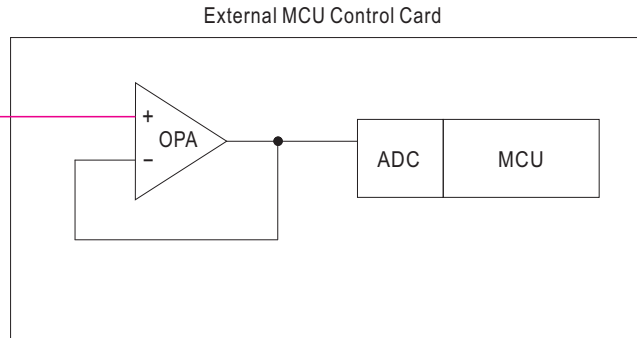 External MCU Control Card
+
OPA
−
ADC
MCU